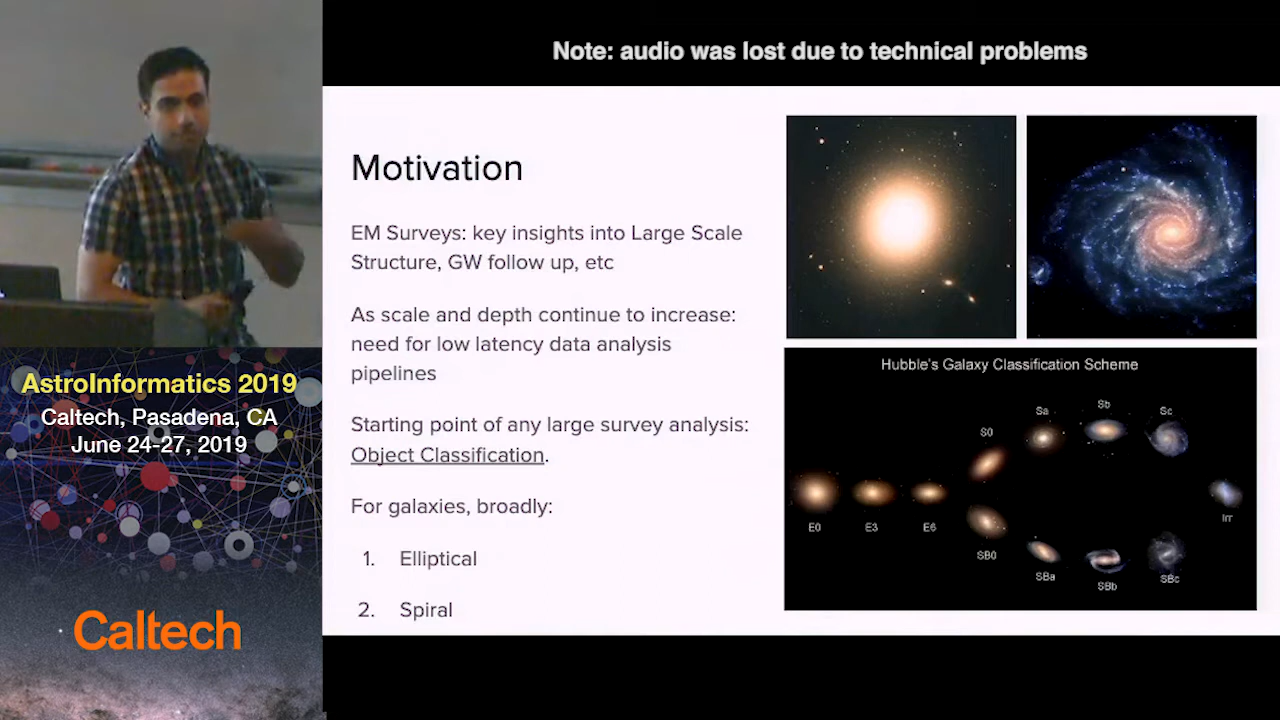 Note: audio was lost due to technical problems
Motivation
EM Surveys: key insights into Large Scale
Structure, GW follow up, etc
As scale and depth continue to increase:
need for low latency data analysis
pipelines
Starting point of any large survey analysis:
Object Classification.
For galaxies, broadly:
1. Elliptical
2. Spiral
Hubble's Galaxy Classification Scheme
E0
E3
E6
S0
Sa
Sb
Sc
SB0
SBa
SBb
SBc
Irr
AstroInformatics 2019
Caltech, Pasadena, CA
June 24-27, 2019
Caltech